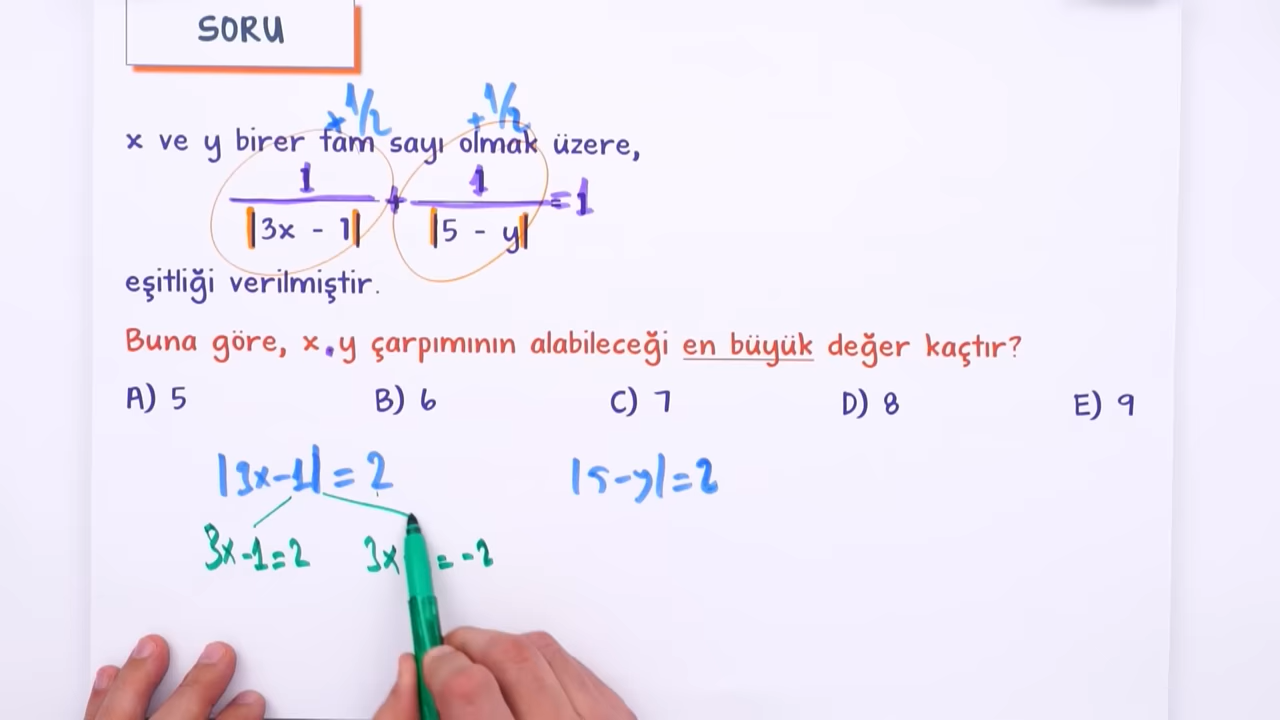 SORU
+1/2 +1/2
x ve y birer tam sayı olmak üzere,
1/|3x - 1| + 1/|5 - y| = 1
eşitliği verilmiştir.
Buna göre, x.y çarpımının alabileceği en büyük değer kaçtır?
A) 5 B) 6 C) 7 D) 8 E) 9
|3x-1| = 2 |5-y| = 2
3x-1=2 3x = -2